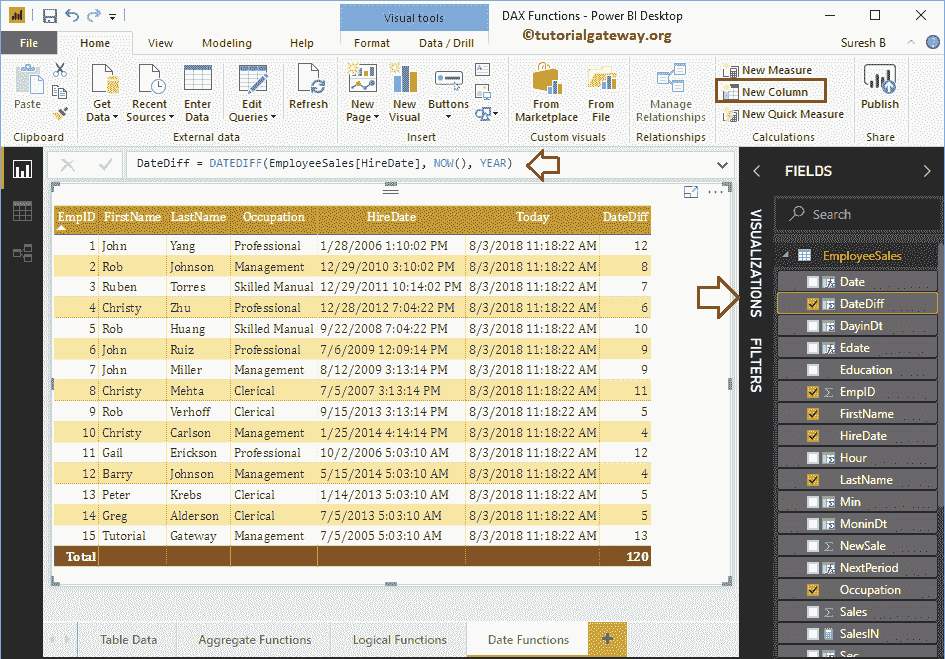 Visual tools
DAX Functions - Power BI Desktop
©tutorialgateway.org
File Home View Modeling Help Format Data / Drill Suresh B
Paste
Get Data
Recent Sources
Enter Data
Edit Queries
Refresh
New Page
New Visual
Buttons
From Marketplace
From File
Manage Relationships
New Measure
New Column
New Quick Measure
Publish
Clipboard External data Insert Custom visuals Relationships Calculations Share
DateDiff = DATEDIFF(EmployeeSales[HireDate], NOW(), YEAR)
EmpID FirstName LastName Occupation HireDate Today DateDiff
1 John Yang Professional 1/28/2006 1:10:02 PM 8/3/2018 11:18:22 AM 12
2 Rob Johnson Management 12/29/2010 3:10:02 PM 8/3/2018 11:18:22 AM 8
3 Ruben Torres Skilled Manual 12/29/2011 10:14:02 PM 8/3/2018 11:18:22 AM 7
4 Christy Zhu Professional 12/28/2012 7:04:22 PM 8/3/2018 11:18:22 AM 6
5 Rob Huang Skilled Manual 9/22/2008 7:04:22 PM 8/3/2018 11:18:22 AM 10
6 John Ruiz Professional 7/6/2009 12:09:14 PM 8/3/2018 11:18:22 AM 9
7 John Miller Management 8/12/2009 3:13:14 PM 8/3/2018 11:18:22 AM 9
8 Christy Mehta Clerical 7/5/2007 3:13:14 PM 8/3/2018 11:18:22 AM 11
9 Rob Verhoff Clerical 9/15/2013 3:13:14 PM 8/3/2018 11:18:22 AM 5
10 Christy Carlson Management 1/25/2014 4:14:14 PM 8/3/2018 11:18:22 AM 4
11 Gail Erickson Professional 10/2/2006 5:03:10 AM 8/3/2018 11:18:22 AM 12
12 Barry Johnson Management 5/15/2014 5:03:10 AM 8/3/2018 11:18:22 AM 4
13 Peter Krebs Clerical 1/14/2013 5:03:10 AM 8/3/2018 11:18:22 AM 5
14 Greg Alderson Clerical 7/5/2013 5:03:10 AM 8/3/2018 11:18:22 AM 5
15 Tutorial Gateway Management 7/5/2005 5:03:10 AM 8/3/2018 11:18:22 AM 13
Total 120
VISUALIZATIONS
FILTERS
FIELDS
Search
EmployeeSales
Date
DateDiff
DayinDt
Edate
Education
EmpID
FirstName
HireDate
Hour
LastName
Min
MoninDt
NewSale
NextPeriod
Occupation
Sales
SalesIN
Sec
Table Data Aggregate Functions Logical Functions Date Functions +